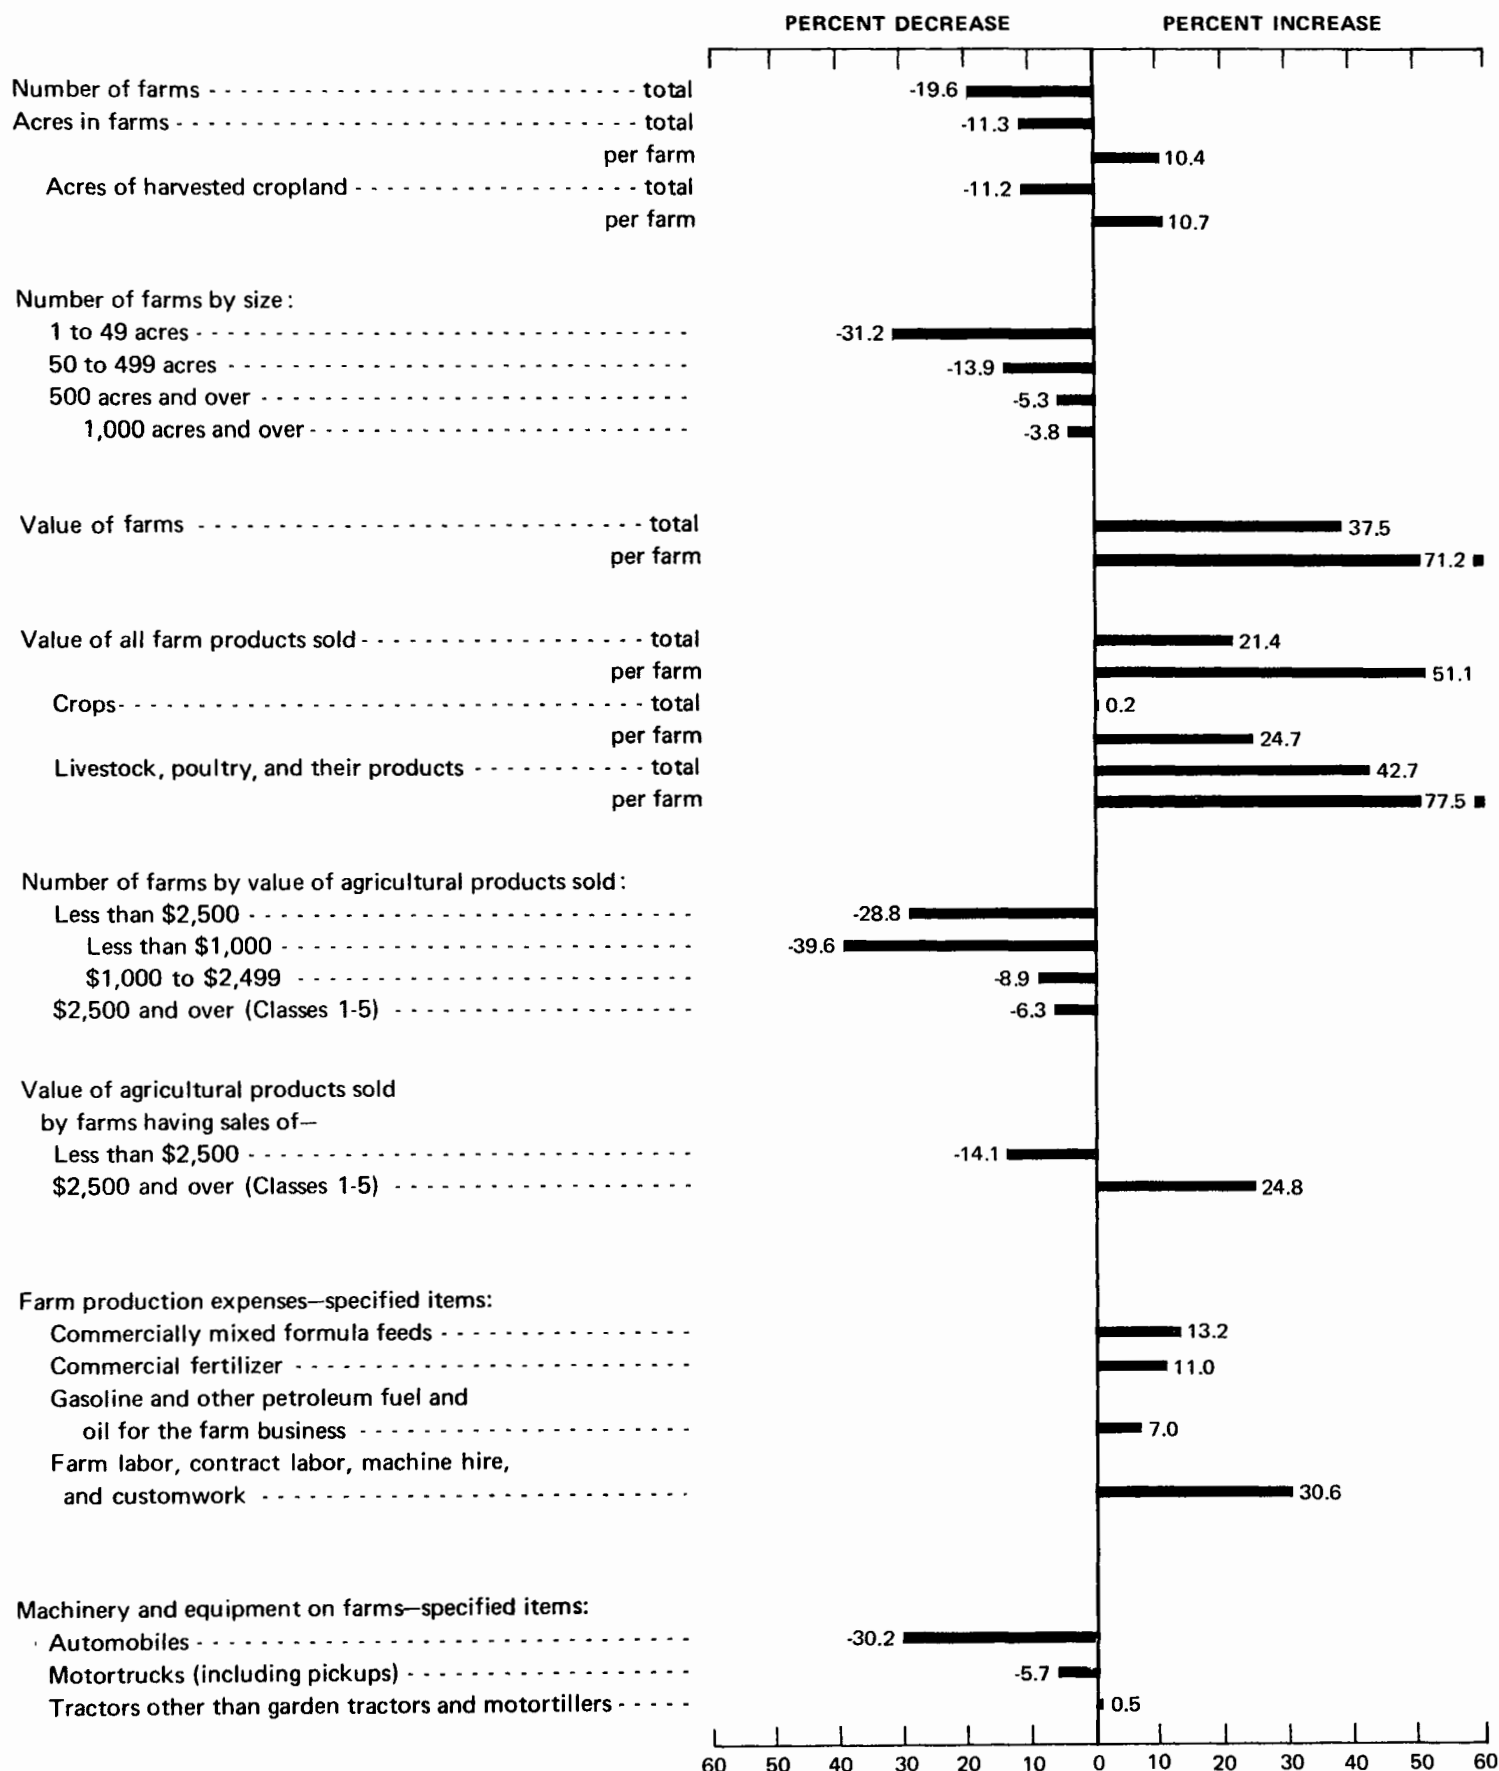 PERCENT DECREASE PERCENT INCREASE
Number of farms - - - - - - - - - - - - - - - - - - - - - - - - - - - total -19.6
Acres in farms - - - - - - - - - - - - - - - - - - - - - - - - - - - - - total -11.3
per farm 10.4
Acres of harvested cropland - - - - - - - - - - - - - - - - - - total -11.2
per farm 10.7
Number of farms by size:
1 to 49 acres - - - - - - - - - - - - - - - - - - - - - - - - - - - - - - - -31.2
50 to 499 acres - - - - - - - - - - - - - - - - - - - - - - - - - - - - - -13.9
500 acres and over - - - - - - - - - - - - - - - - - - - - - - - - - - - -5.3
1,000 acres and over - - - - - - - - - - - - - - - - - - - - - - - - -3.8
Value of farms - - - - - - - - - - - - - - - - - - - - - - - - - - - - total 37.5
per farm 71.2
Value of all farm products sold - - - - - - - - - - - - - - - - - - total 21.4
per farm 51.1
Crops - - - - - - - - - - - - - - - - - - - - - - - - - - - - - - - - - total 0.2
per farm 24.7
Livestock, poultry, and their products - - - - - - - - - - - total 42.7
per farm 77.5
Number of farms by value of agricultural products sold:
Less than $2,500 - - - - - - - - - - - - - - - - - - - - - - - - - - - - -28.8
Less than $1,000 - - - - - - - - - - - - - - - - - - - - - - - - - - -39.6
$1,000 to $2,499 - - - - - - - - - - - - - - - - - - - - - - - - - -8.9
$2,500 and over (Classes 1-5) - - - - - - - - - - - - - - - - - - - -6.3
Value of agricultural products sold
by farms having sales of—
Less than $2,500 - - - - - - - - - - - - - - - - - - - - - - - - - - - - -14.1
$2,500 and over (Classes 1-5) - - - - - - - - - - - - - - - - - - - 24.8
Farm production expenses—specified items:
Commercially mixed formula feeds - - - - - - - - - - - - - - - - 13.2
Commercial fertilizer - - - - - - - - - - - - - - - - - - - - - - - - - 11.0
Gasoline and other petroleum fuel and
oil for the farm business - - - - - - - - - - - - - - - - - - - - - 7.0
Farm labor, contract labor, machine hire,
and customwork - - - - - - - - - - - - - - - - - - - - - - - - - - - 30.6
Machinery and equipment on farms—specified items:
Automobiles - - - - - - - - - - - - - - - - - - - - - - - - - - - - - - - -30.2
Motortrucks (including pickups) - - - - - - - - - - - - - - - - - - -5.7
Tractors other than garden tractors and motortillers - - - - - 0.5
60 50 40 30 20 10 0 10 20 30 40 50 60